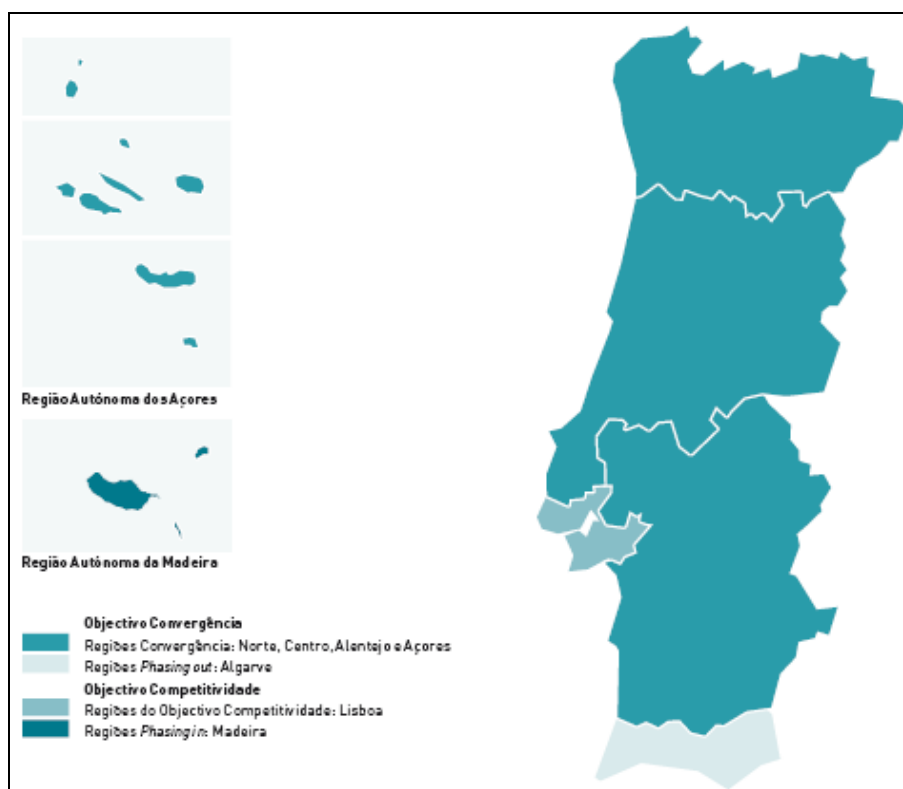 Região Autónoma dos Açores
Região Autónoma da Madeira
Objectivo Convergência
Regiões Convergência: Norte, Centro, Alentejo e Açores
Regiões Phasing out: Algarve
Objectivo Competitividade
Regiões do Objectivo Competitividade: Lisboa
Regiões Phasing in: Madeira